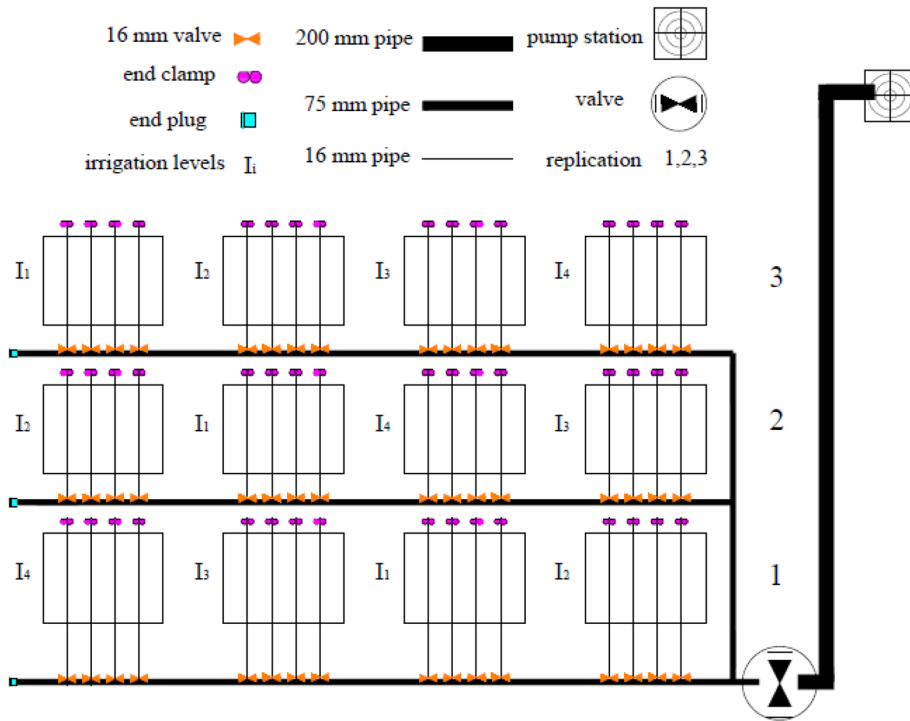 16 mm valve 200 mm pipe pump station
end clamp
end plug 75 mm pipe valve
irrigation levels Iᵢ 16 mm pipe replication 1,2,3
I₁ I₂ I₃ I₄ 3
I₂ I₁ I₄ I₃ 2
I₄ I₃ I₁ I₂ 1